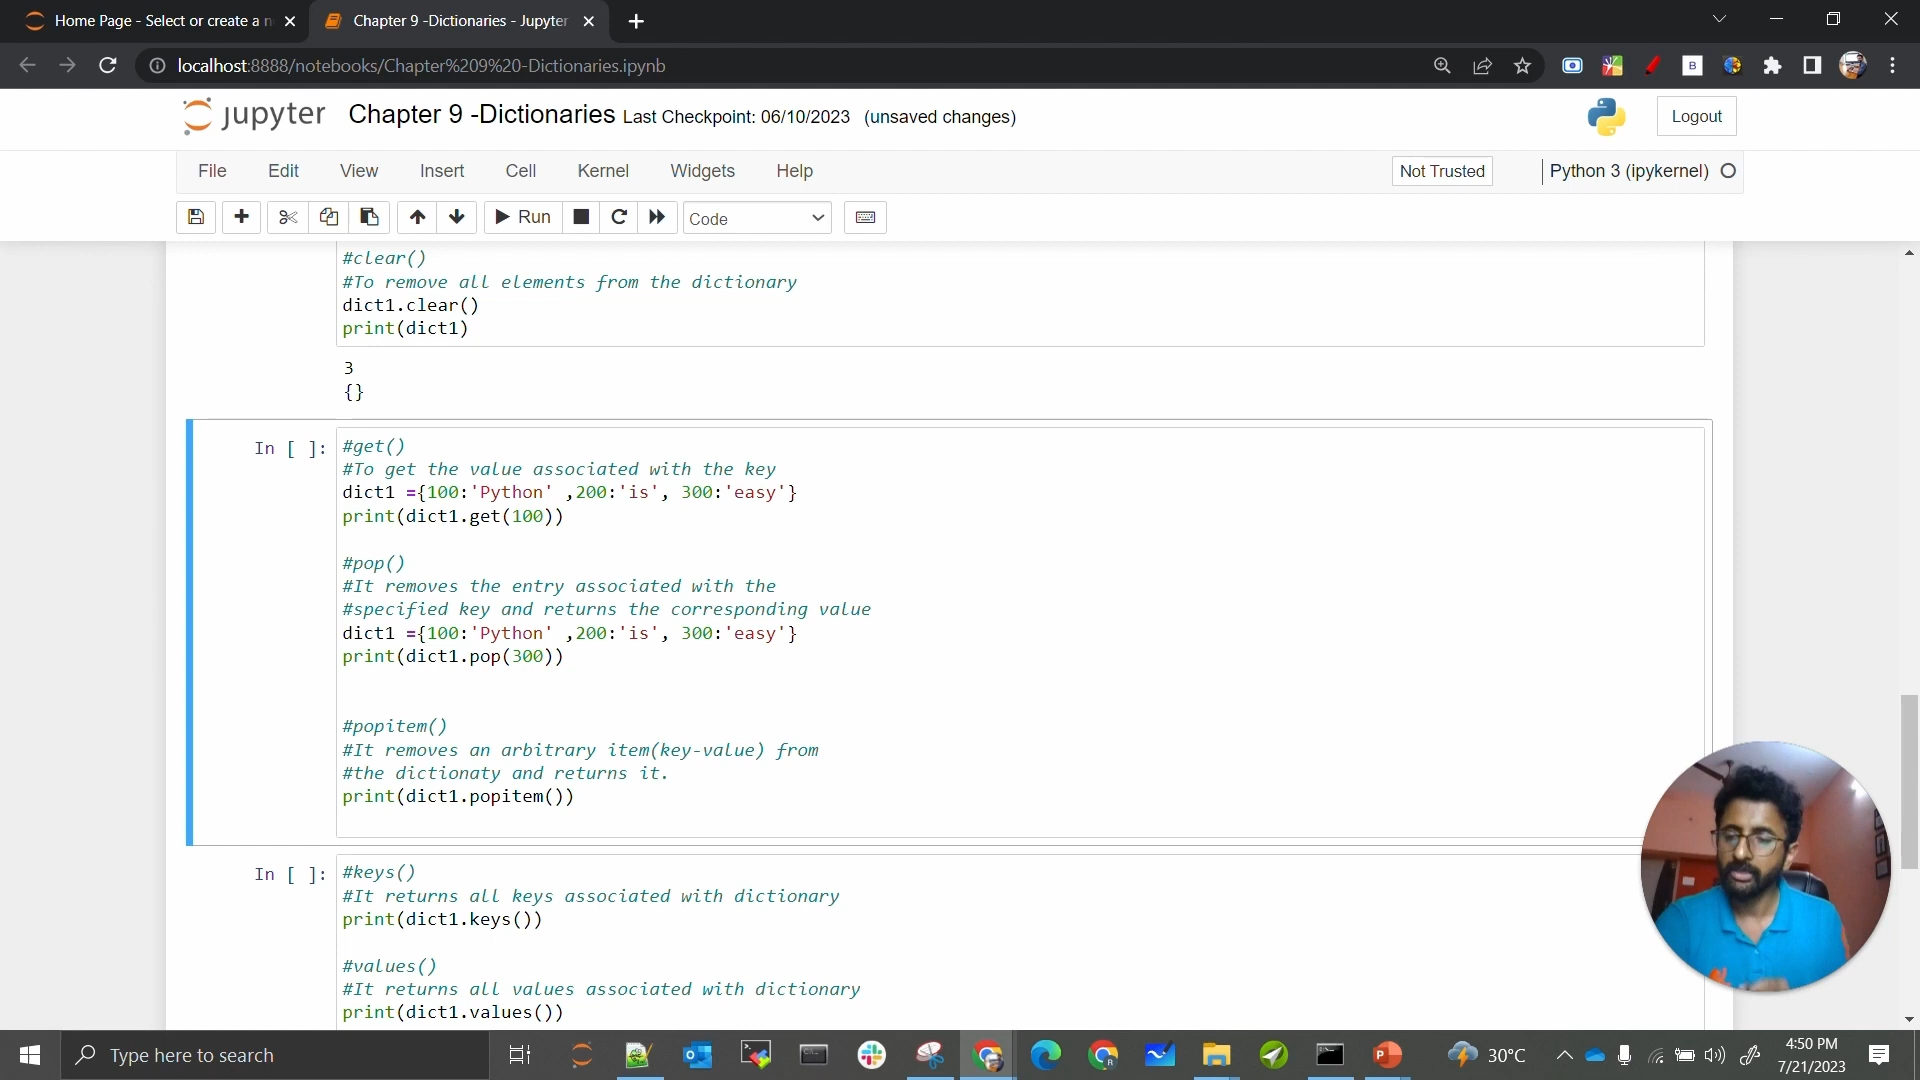 Home Page - Select or create a n
Chapter 9 -Dictionaries - Jupyter
localhost:8888/notebooks/Chapter%209%20-Dictionaries.ipynb
B
jupyter Chapter 9 -Dictionaries Last Checkpoint: 06/10/2023 (unsaved changes)
Logout
File Edit View Insert Cell Kernel Widgets Help
Not Trusted
Python 3 (ipykernel)
Run
Code
#clear()
#To remove all elements from the dictionary
dict1.clear()
print(dict1)
3
{}
In [ ]:
#get()
#To get the value associated with the key
dict1 ={100:'Python' ,200:'is', 300:'easy'}
print(dict1.get(100))
#pop()
#It removes the entry associated with the
#specified key and returns the corresponding value
dict1 ={100:'Python' ,200:'is', 300:'easy'}
print(dict1.pop(300))
#popitem()
#It removes an arbitrary item(key-value) from
#the dictionaty and returns it.
print(dict1.popitem())
In [ ]:
#keys()
#It returns all keys associated with dictionary
print(dict1.keys())
#values()
#It returns all values associated with dictionary
print(dict1.values())
Type here to search
30°C
4:50 PM
7/21/2023